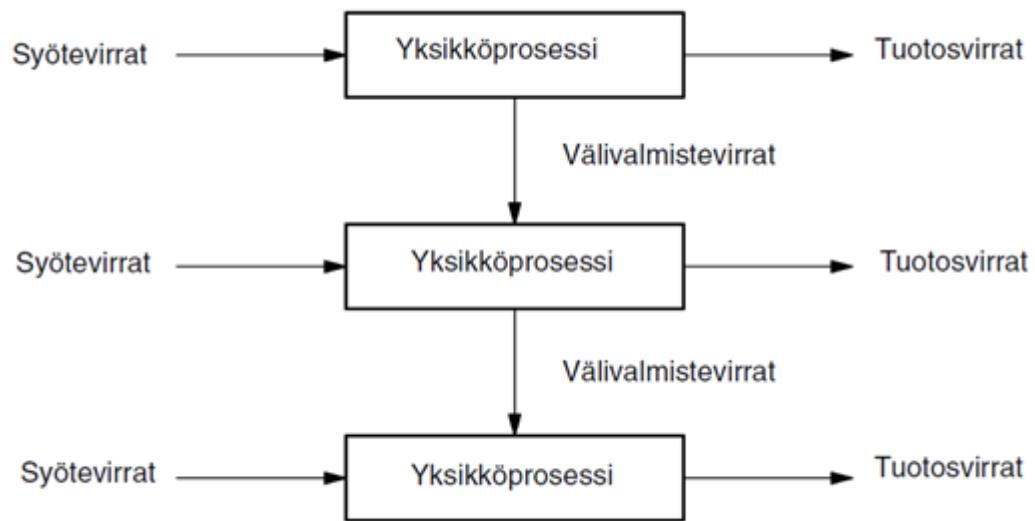 Syötevirrat
Yksikköprosessi
Tuotosvirrat
Välivalmistevirrat
Syötevirrat
Yksikköprosessi
Tuotosvirrat
Välivalmistevirrat
Syötevirrat
Yksikköprosessi
Tuotosvirrat